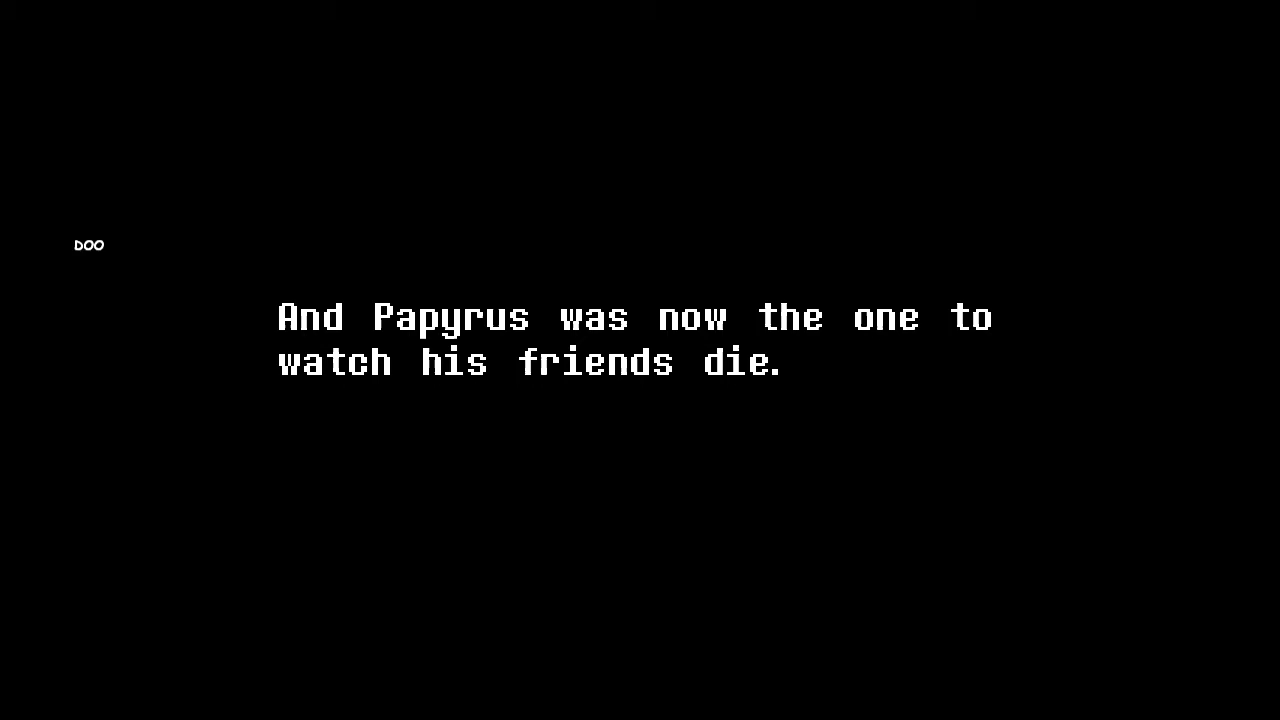 DOO
And Papyrus was now the one to
watch his friends die.